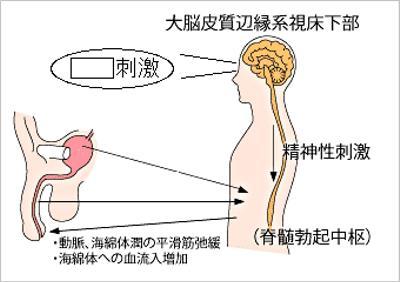 大脳皮質辺縁系視床下部
刺激
精神性刺激
(脊髄勃起中枢)
・動脈、海綿体潤の平滑筋弛緩
・海綿体への血流入増加